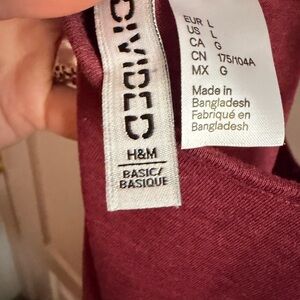 DIVIDED
H&M
BASIC/
BASIQUE
EUR L
US L
CA G
CN 175/104A
MX G
Made in
Bangladesh
Fabriqué en
Bangladesh